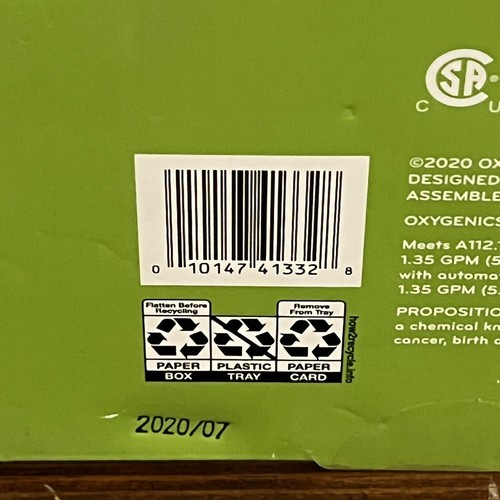 CSA
C U
©2020 OX
DESIGNED
ASSEMBLE
OXYGENICS
Meets A112.
1.35 GPM (5
with automa
1.35 GPM (5.
PROPOSITIO
a chemical kn
cancer, birth d
0 10147 41332 8
Flatten Before
Recycling
Remove
From Tray
PAPER PLASTIC PAPER
BOX TRAY CARD
how2recycle.info
2020/07